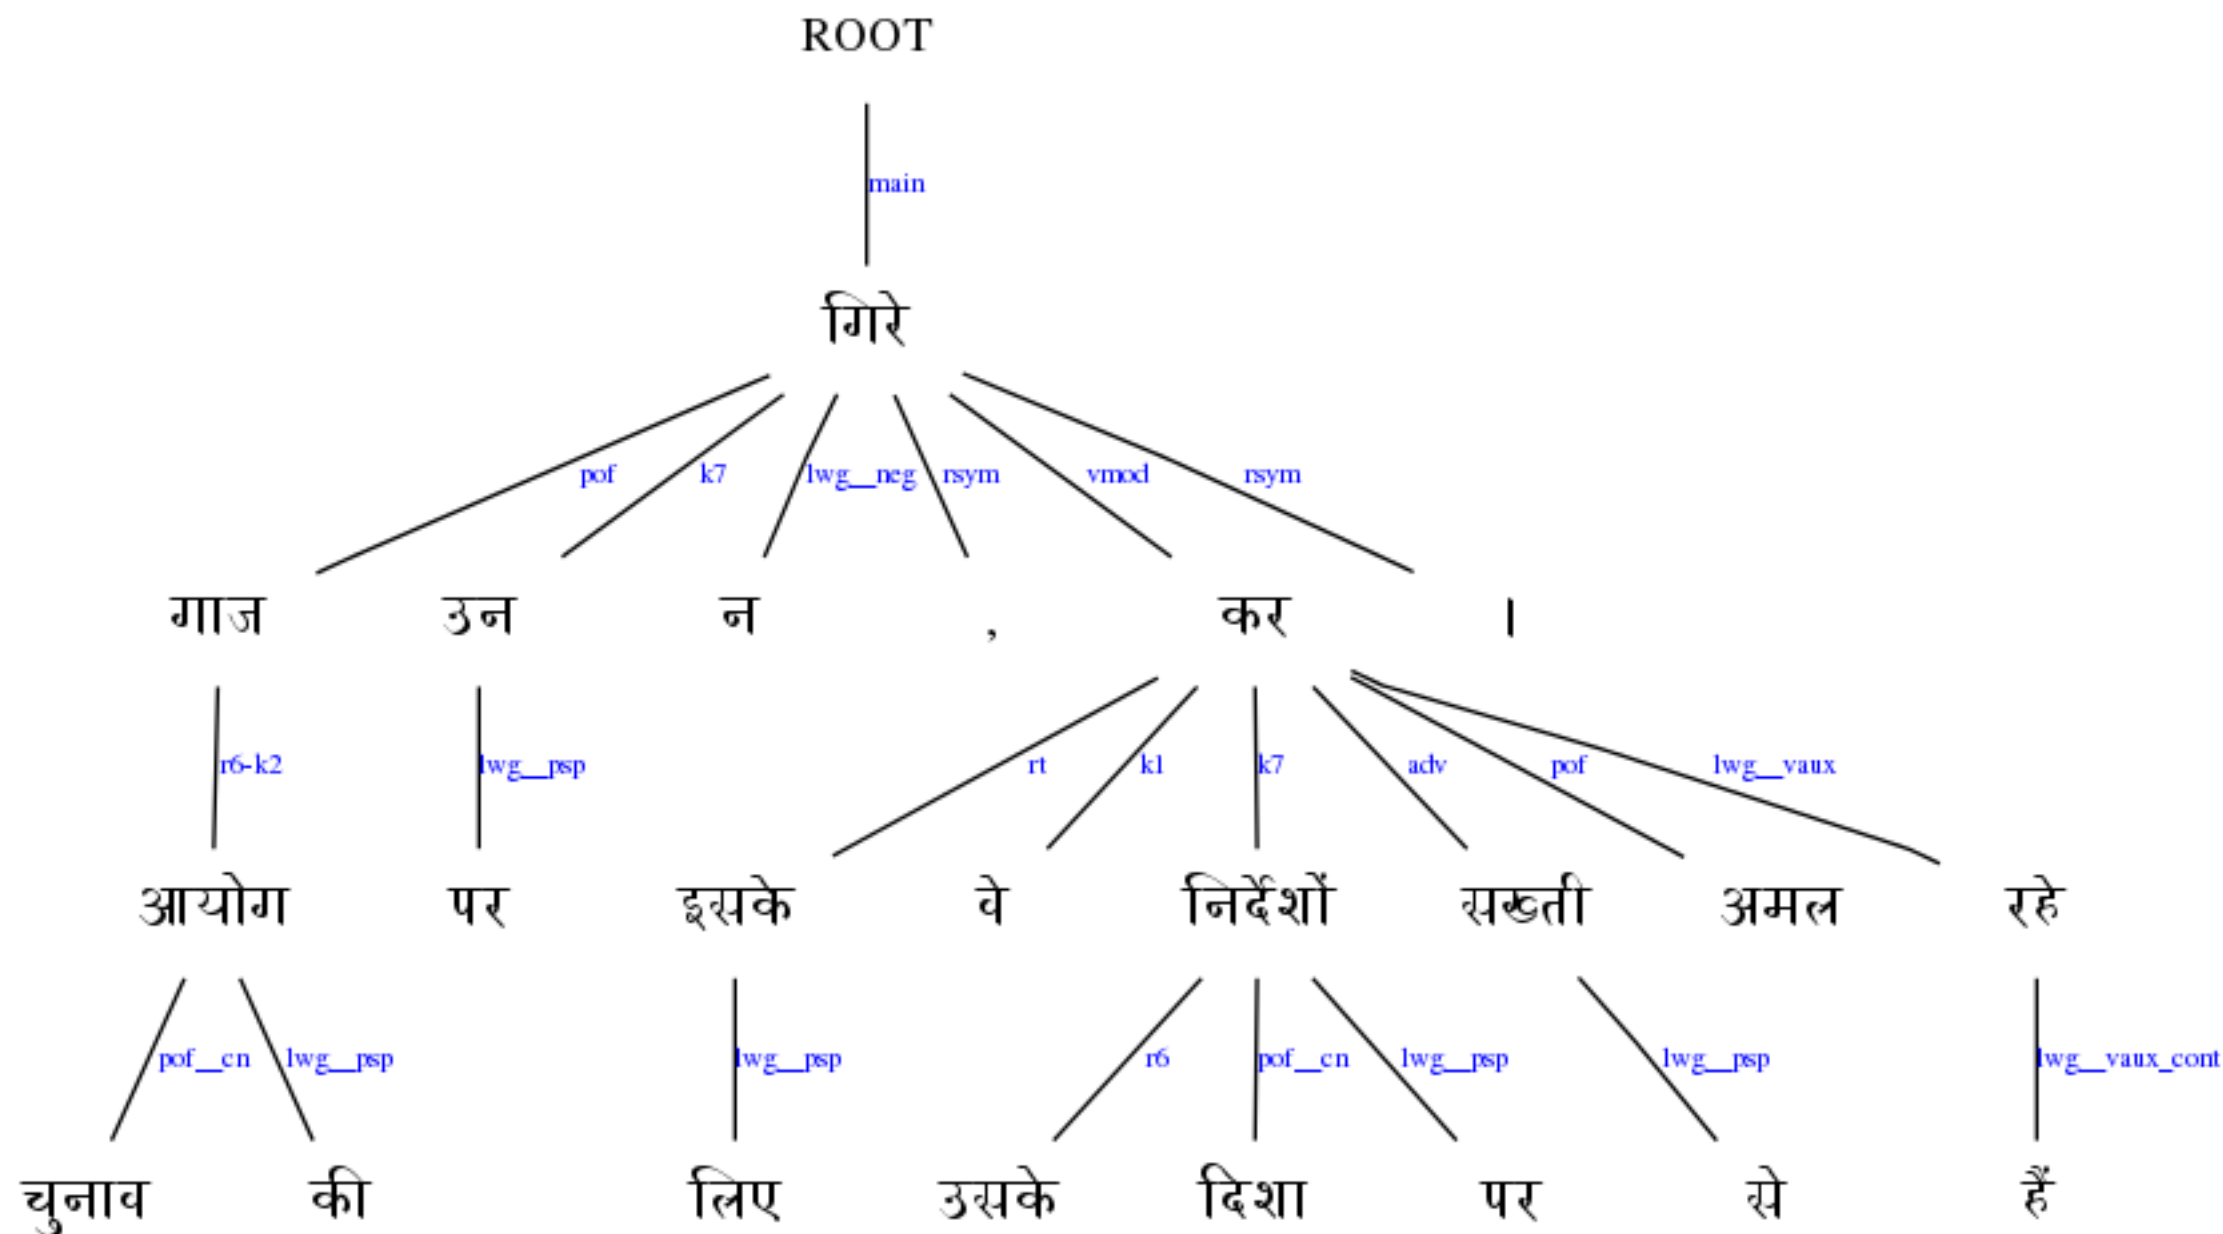 ROOT
main
गिरे
pof k7 lwg__neg rsym vmod rsym
गाज उन न , कर ।
r6-k2 lwg__psp rt k1 k7 adv pof lwg__vaux
आयोग पर इसके वे निर्देशों सख्ती अमल रहे
pof__cn lwg__psp lwg__psp r6 pof__cn lwg__psp lwg__psp lwg__vaux_cont
चुनाव की लिए उसके दिशा पर से हैं